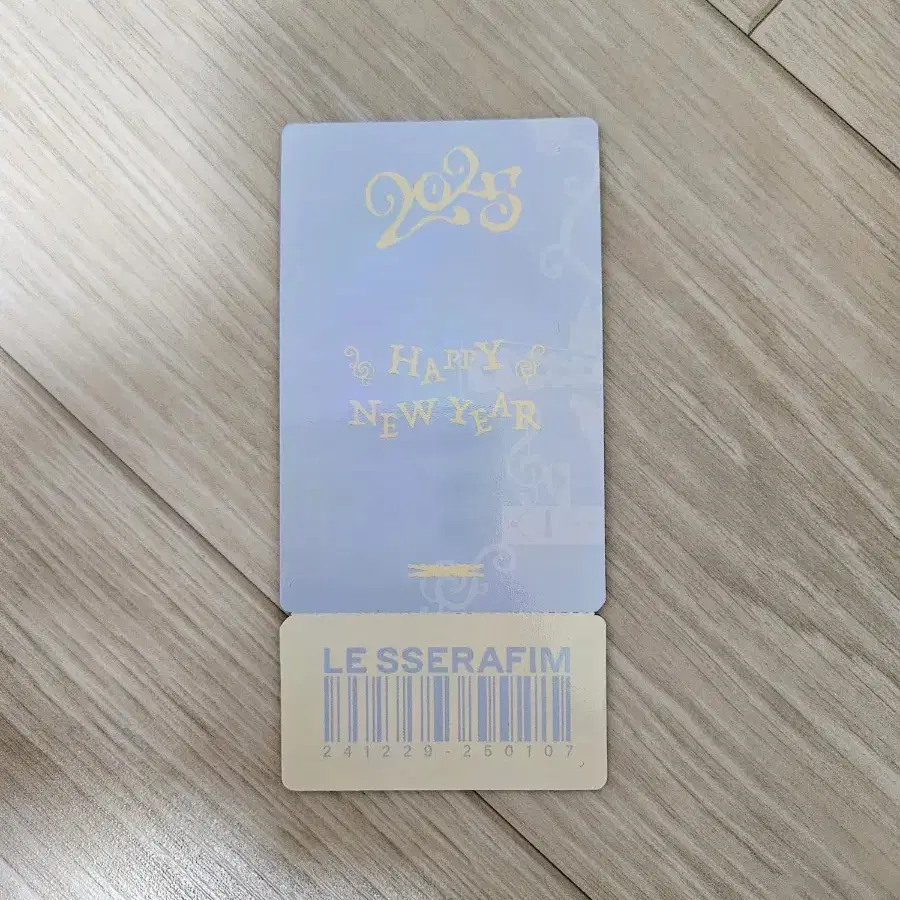 2025
HAPPY
NEW YEAR
LE SSERAFIM
241229-250107